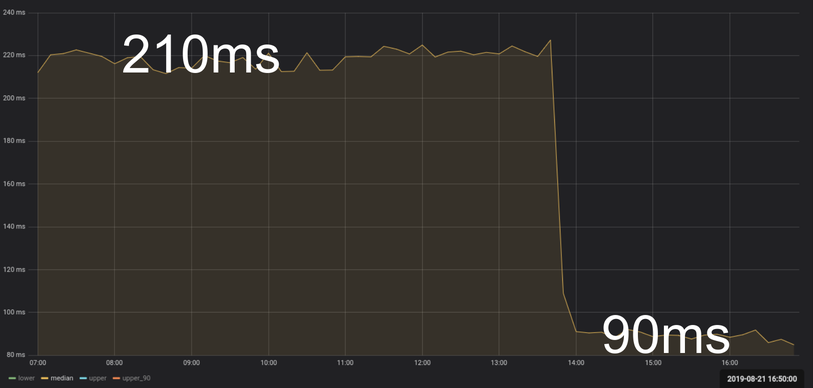 240 ms
210ms
220 ms
200 ms
180 ms
160 ms
140 ms
120 ms
100 ms
90ms
80 ms
07:00 08:00 09:00 10:00 11:00 12:00 13:00 14:00 15:00 16:00
lower median upper upper_90
2019-08-21 16:50:00